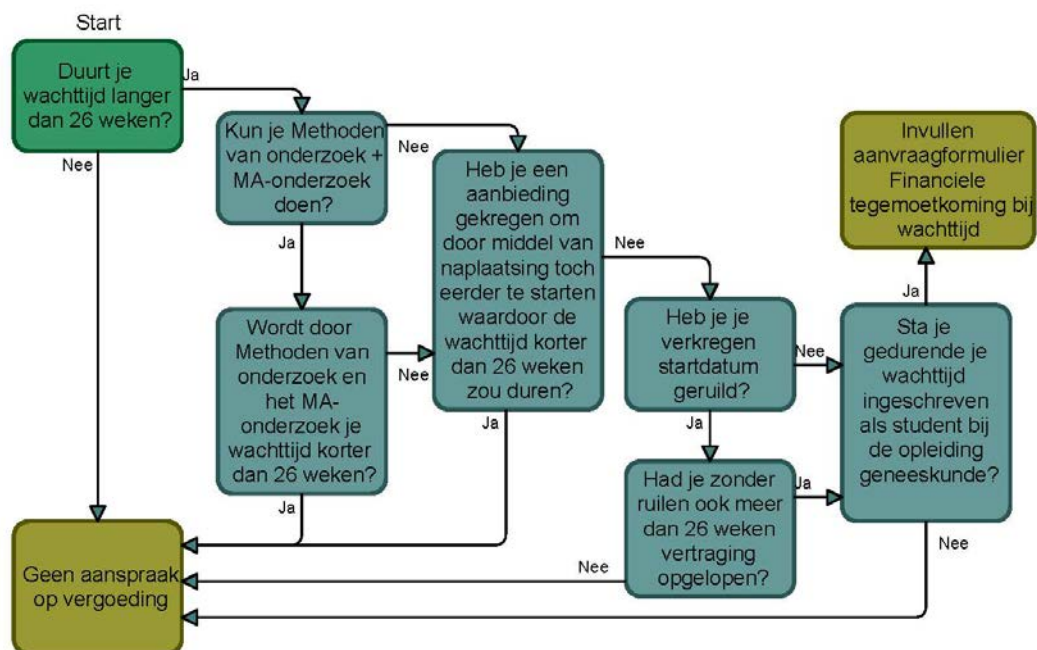 Start
Duurt je
wachttijd langer
dan 26 weken?
Ja
Nee
Kun je Methoden
van onderzoek +
MA-onderzoek
doen?
Nee
Ja
Wordt door
Methoden van
onderzoek en
het MA-
onderzoek je
wachttijd korter
dan 26 weken?
Nee
Ja
Heb je een
aanbieding
gekregen om
door middel van
naplaatsing toch
eerder te starten
waardoor de
wachttijd korter
dan 26 weken
zou duren?
Nee
Ja
Heb je je
verkregen
startdatum
geruild?
Nee
Ja
Had je zonder
ruilen ook meer
dan 26 weken
vertraging
opgelopen?
Ja
Nee
Sta je
gedurende je
wachttijd
ingeschreven
als student bij
de opleiding
geneeskunde?
Ja
Nee
Invullen
aanvraagformulier
Financiele
tegemoetkoming bij
wachttijd
Geen aanspraak
op vergoeding